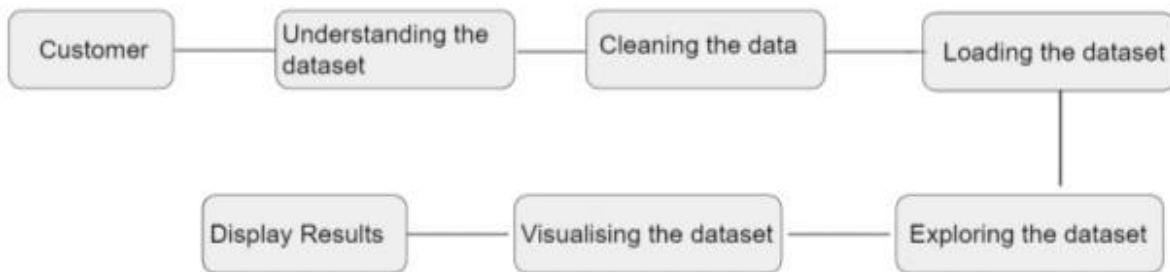 Customer
Understanding the
dataset
Cleaning the data
Loading the dataset
Display Results
Visualising the dataset
Exploring the dataset